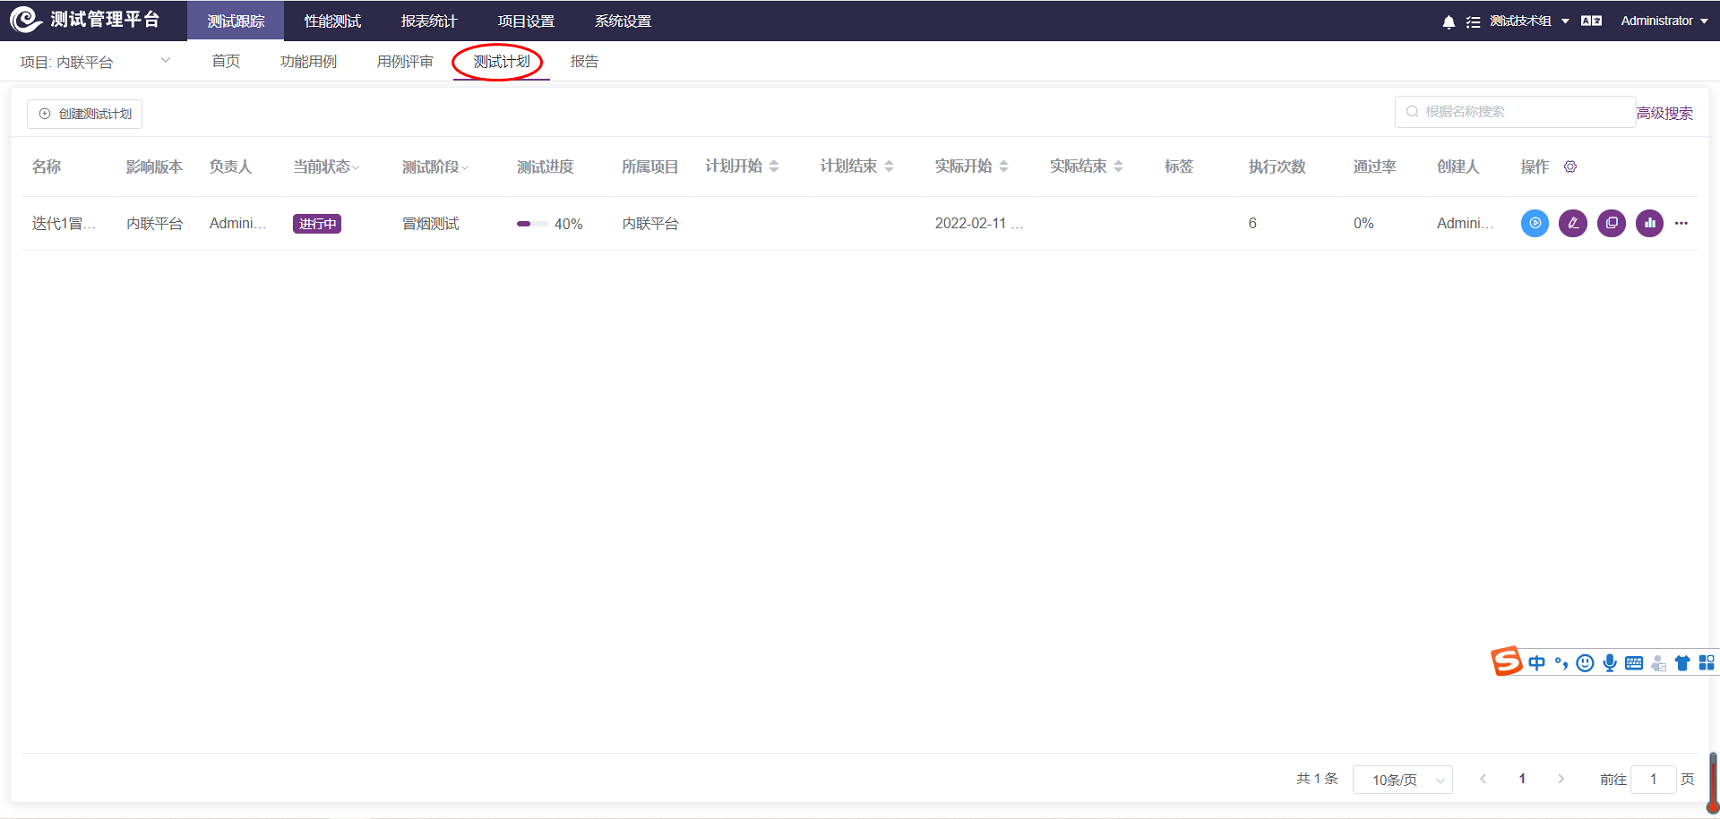 测试管理平台 测试跟踪 性能测试 报表统计 项目设置 系统设置 测试技术组 Administrator
项目: 内联平台 首页 功能用例 用例评审 测试计划 报告
创建测试计划 根据名称搜索 高级搜索
名称 影响版本 负责人 当前状态 测试阶段 测试进度 所属项目 计划开始 计划结束 实际开始 实际结束 标签 执行次数 通过率 创建人 操作
迭代1冒... 内联平台 Admini... 进行中 冒烟测试 40% 内联平台 2022-02-11 ... 6 0% Admini...
中
共 1 条 10条/页 1 前往 1 页